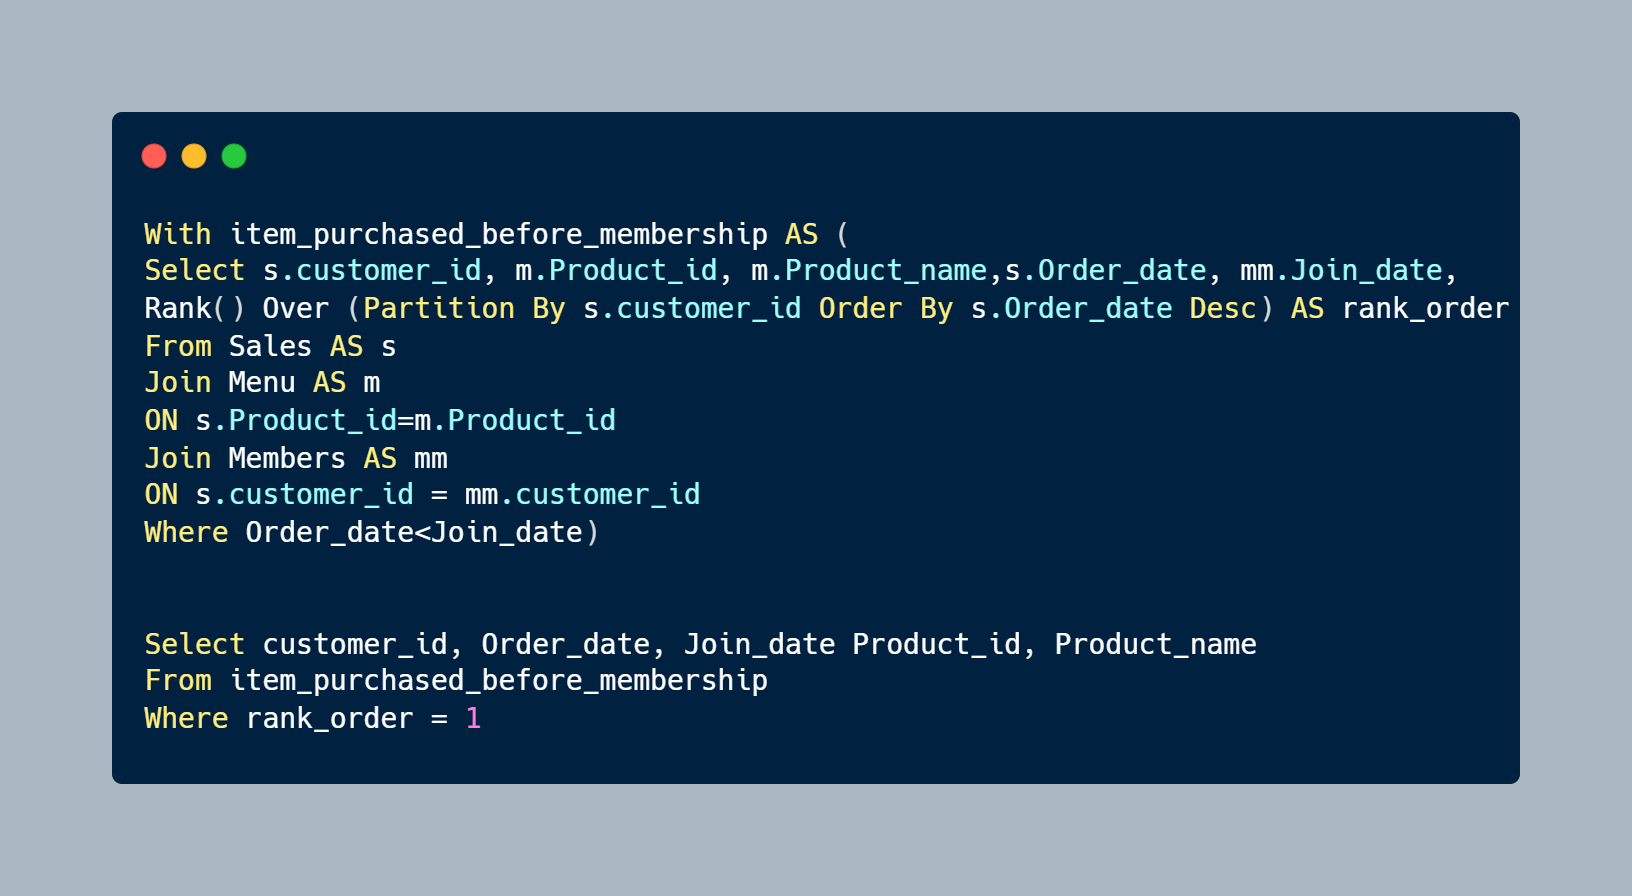 With item_purchased_before_membership AS (
Select s.customer_id, m.Product_id, m.Product_name,s.Order_date, mm.Join_date,
Rank() Over (Partition By s.customer_id Order By s.Order_date Desc) AS rank_order
From Sales AS s
Join Menu AS m
ON s.Product_id=m.Product_id
Join Members AS mm
ON s.customer_id = mm.customer_id
Where Order_date<Join_date)
Select customer_id, Order_date, Join_date Product_id, Product_name
From item_purchased_before_membership
Where rank_order = 1